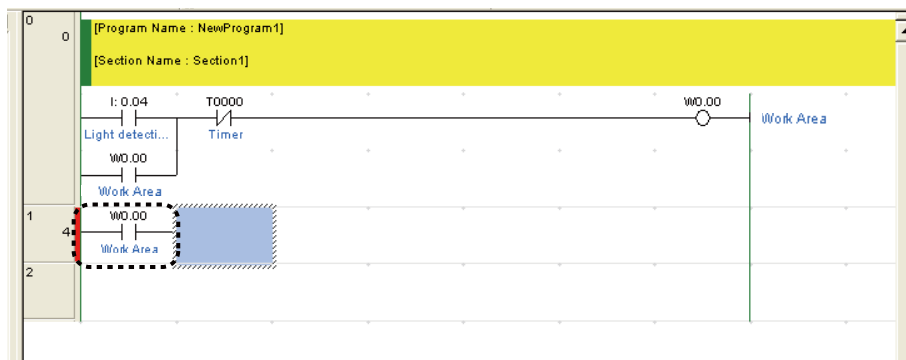 0
0
[Program Name : NewProgram1]
[Section Name : Section1]
I: 0.04 T0000 W0.00
Work Area
Light detecti... Timer
W0.00
Work Area
1
W0.00
4
Work Area
2